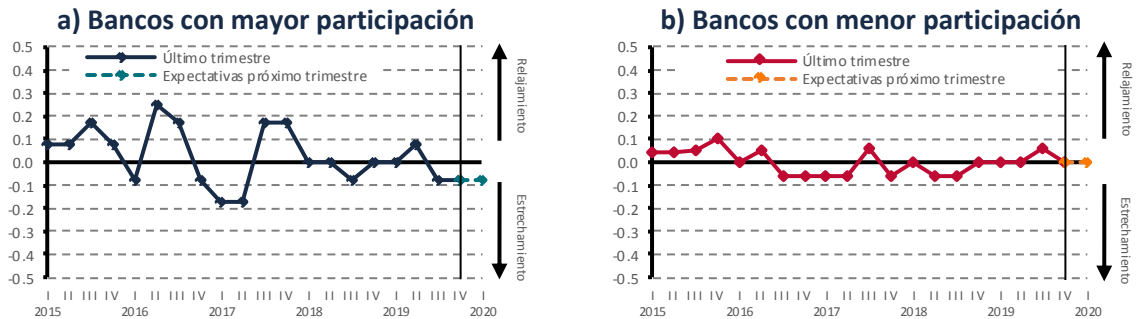 a) Bancos con mayor participación
0.5
0.4
0.3
0.2
0.1
0.0
-0.1
-0.2
-0.3
-0.4
-0.5
Último trimestre
Expectativas próximo trimestre
Relajamiento
Estrechamiento
I II III IV I II III IV I II III IV I II III IV I II III IV I
2015 2016 2017 2018 2019 2020
b) Bancos con menor participación
0.5
0.4
0.3
0.2
0.1
0.0
-0.1
-0.2
-0.3
-0.4
-0.5
Último trimestre
Expectativas próximo trimestre
Relajamiento
Estrechamiento
I II III IV I II III IV I II III IV I II III IV I II III IV I
2015 2016 2017 2018 2019 2020